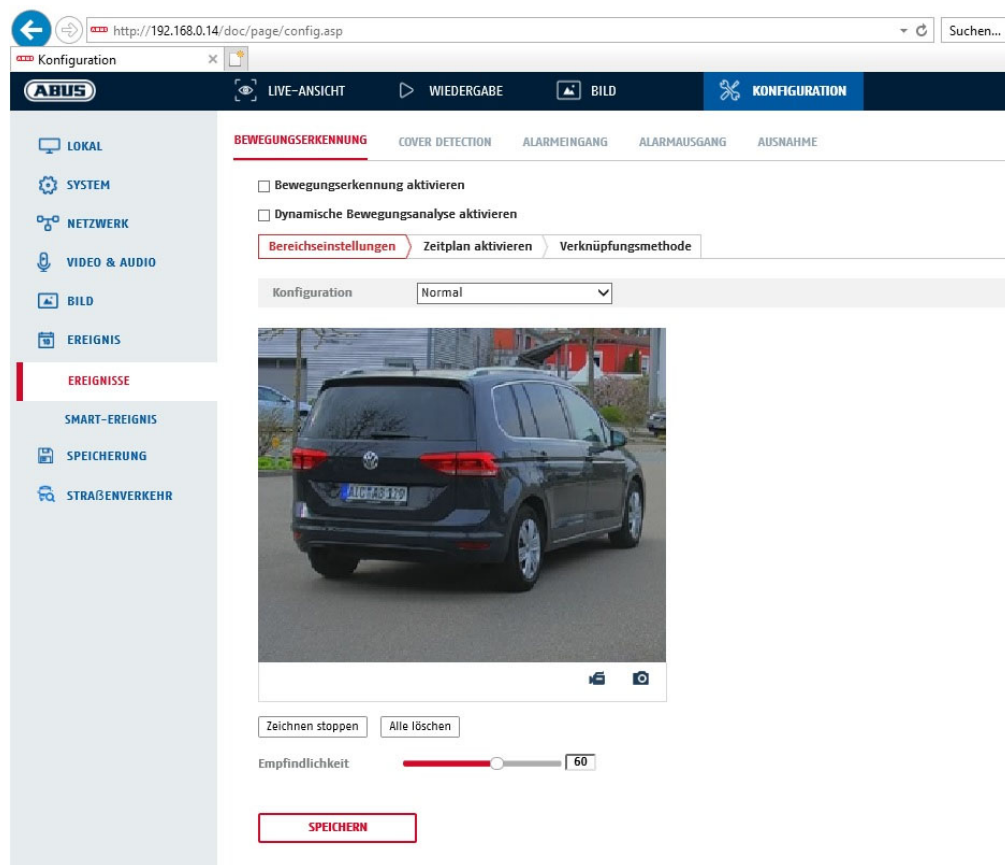 http://192.168.0.14/doc/page/config.asp
Suchen...
Konfiguration
ABUS
LIVE-ANSICHT
WIEDERGABE
BILD
KONFIGURATION
LOKAL
SYSTEM
NETZWERK
VIDEO & AUDIO
BILD
EREIGNIS
EREIGNISSE
SMART-EREIGNIS
SPEICHERUNG
STRAßENVERKEHR
BEWEGUNGSERKENNUNG
COVER DETECTION
ALARMEINGANG
ALARMAUSGANG
AUSNAHME
Bewegungserkennung aktivieren
Dynamische Bewegungsanalyse aktivieren
Bereichseinstellungen
Zeitplan aktivieren
Verknüpfungsmethode
Konfiguration
Normal
Zeichnen stoppen
Alle löschen
Empfindlichkeit
60
SPEICHERN